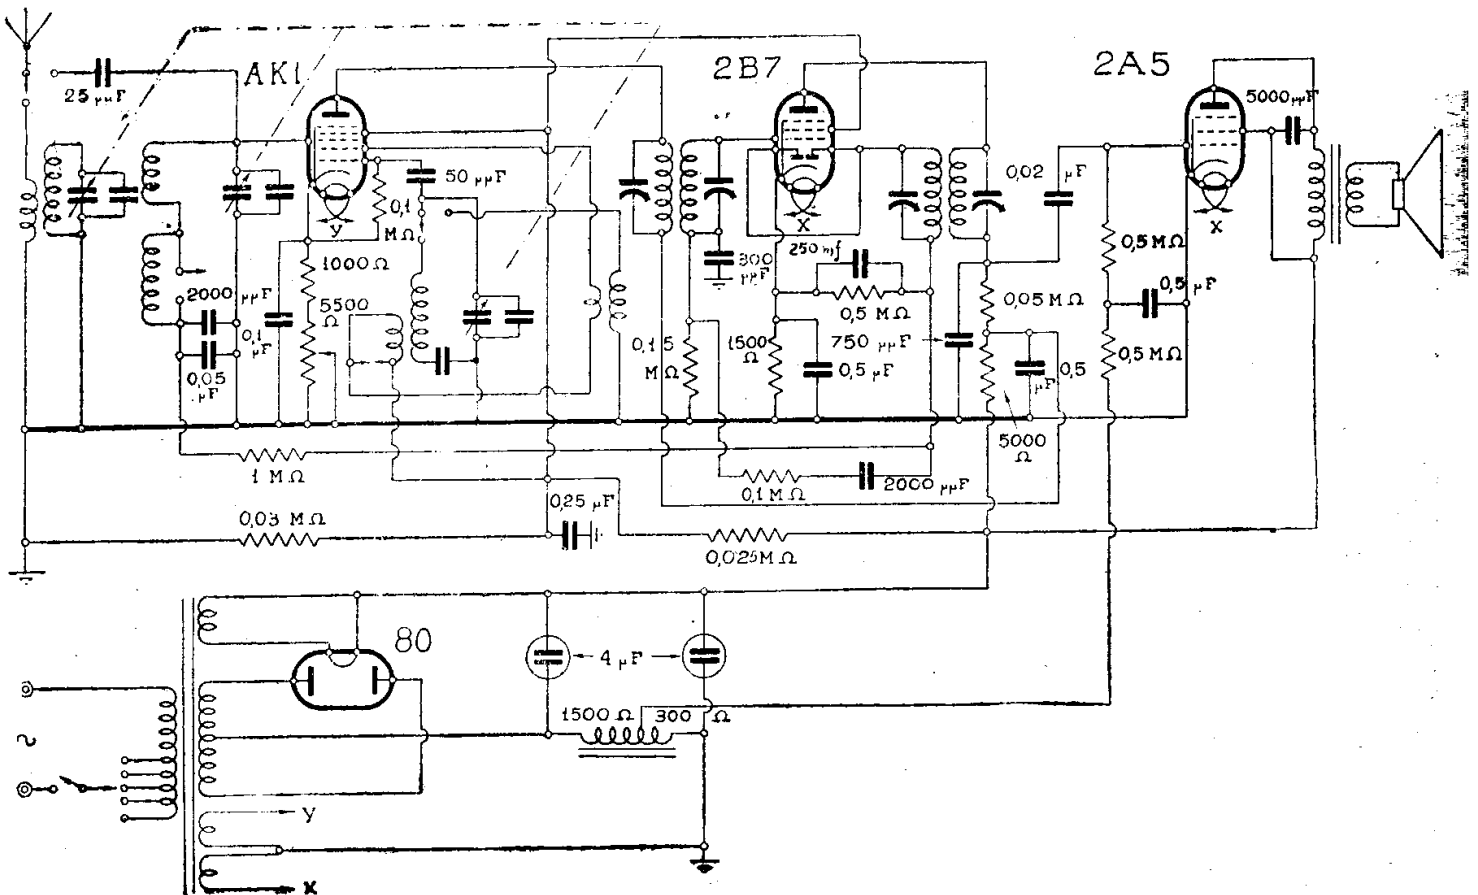 AK1
2B7
2A5
25 µµF
5000 µµF
50 µµF
0,02 µF
0,1 MΩ
Y
X
X
250 mf
1000 Ω
300 µµF
0,5 MΩ
2000 µµF
5500 Ω
0,5 MΩ
0,05 MΩ
0,5 µF
0,1 µF
0,05 µF
0,15 MΩ
1500 Ω
750 µµF
0,5 µF
0,5 µF
0,5 MΩ
5000 Ω
1 MΩ
0,1 MΩ
2000 µµF
0,25 µF
0,03 MΩ
0,025 MΩ
80
4 µF
1500 Ω 300 Ω
Y
X